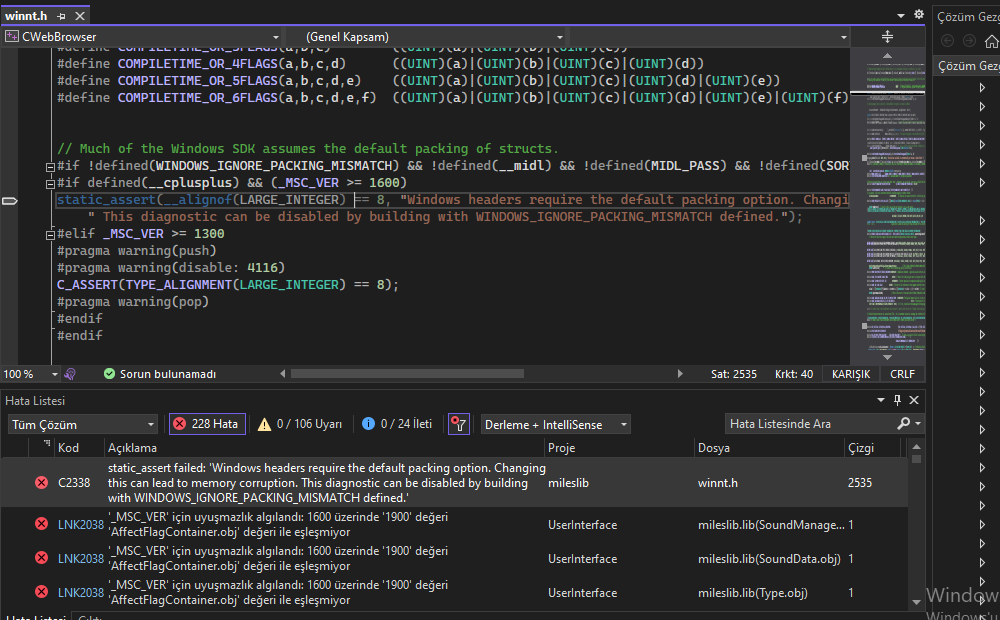 winnt.h
Çözüm Gezg
CWebBrowser
(Genel Kapsam)
#define COMPILETIME_OR_3FLAGS(a,b,c) ((UINT)(a)|(UINT)(b)|(UINT)(c))
#define COMPILETIME_OR_4FLAGS(a,b,c,d) ((UINT)(a)|(UINT)(b)|(UINT)(c)|(UINT)(d))
#define COMPILETIME_OR_5FLAGS(a,b,c,d,e) ((UINT)(a)|(UINT)(b)|(UINT)(c)|(UINT)(d)|(UINT)(e))
#define COMPILETIME_OR_6FLAGS(a,b,c,d,e,f) ((UINT)(a)|(UINT)(b)|(UINT)(c)|(UINT)(d)|(UINT)(e)|(UINT)(f)
Çözüm Gezg
// Much of the Windows SDK assumes the default packing of structs.
#if !defined(WINDOWS_IGNORE_PACKING_MISMATCH) && !defined(__midl) && !defined(MIDL_PASS) && !defined(SOR
#if defined(__cplusplus) && (_MSC_VER >= 1600)
static_assert(__alignof(LARGE_INTEGER) == 8, "Windows headers require the default packing option. Changi
" This diagnostic can be disabled by building with WINDOWS_IGNORE_PACKING_MISMATCH defined.");
#elif _MSC_VER >= 1300
#pragma warning(push)
#pragma warning(disable: 4116)
C_ASSERT(TYPE_ALIGNMENT(LARGE_INTEGER) == 8);
#pragma warning(pop)
#endif
#endif
100 %
Sorun bulunamadı
Sat: 2535
Krkt: 40
KARIŞIK
CRLF
Hata Listesi
Tüm Çözüm
228 Hata
0 / 106 Uyarı
0 / 24 İleti
Derleme + IntelliSense
Hata Listesinde Ara
Kod
Açıklama
Proje
Dosya
Çizgi
C2338
static_assert failed: 'Windows headers require the default packing option. Changing
this can lead to memory corruption. This diagnostic can be disabled by building
with WINDOWS_IGNORE_PACKING_MISMATCH defined.'
mileslib
winnt.h
2535
LNK2038
'_MSC_VER' için uyuşmazlık algılandı: 1600 üzerinde '1900' değeri
'AffectFlagContainer.obj' değeri ile eşleşmiyor
UserInterface
mileslib.lib(SoundManage...
1
LNK2038
'_MSC_VER' için uyuşmazlık algılandı: 1600 üzerinde '1900' değeri
'AffectFlagContainer.obj' değeri ile eşleşmiyor
UserInterface
mileslib.lib(SoundData.obj)
1
LNK2038
'_MSC_VER' için uyuşmazlık algılandı: 1600 üzerinde '1900' değeri
'AffectFlagContainer.obj' değeri ile eşleşmiyor
UserInterface
mileslib.lib(Type.obj)
1
Window
Windows'u
Hata Listesi
Çıktı